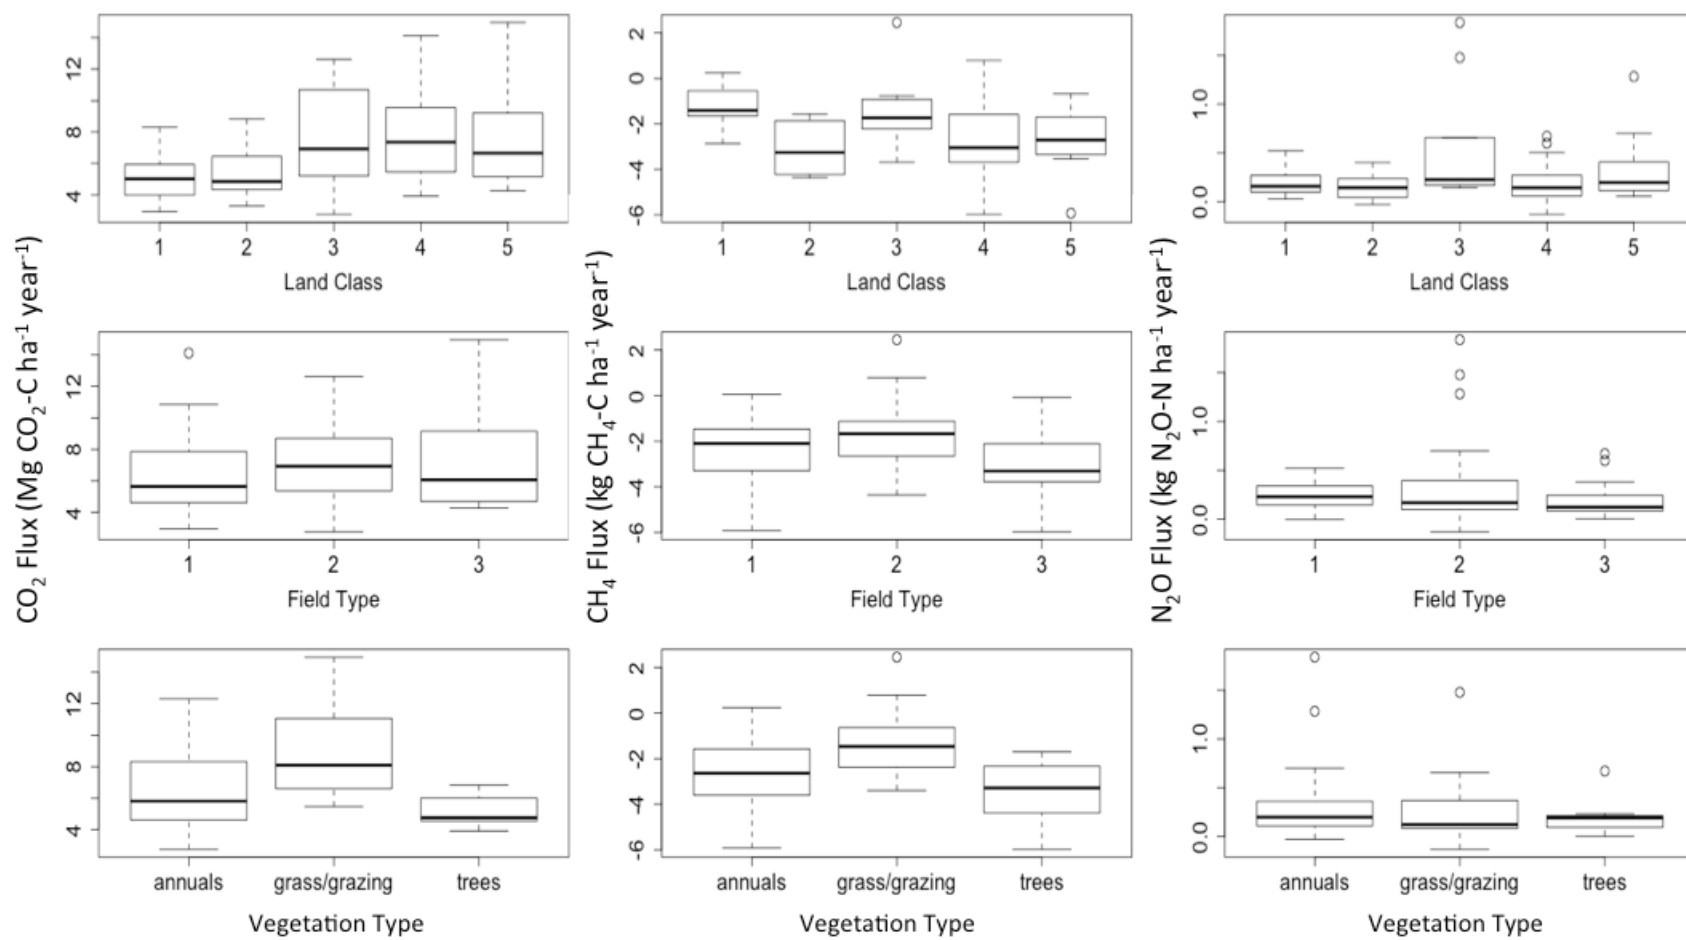 CO2 Flux (Mg CO2-C ha-1 year-1)
12
8
4
1 2 3 4 5
Land Class
12
8
4
1 2 3
Field Type
12
8
4
annuals grass/grazing trees
Vegetation Type
CH4 Flux (kg CH4-C ha-1 year-1)
2
0
-2
-4
-6
1 2 3 4 5
Land Class
2
0
-2
-4
-6
1 2 3
Field Type
2
0
-2
-4
-6
annuals grass/grazing trees
Vegetation Type
N2O Flux (kg N2O-N ha-1 year-1)
1.0
0.0
1 2 3 4 5
Land Class
1.0
0.0
1 2 3
Field Type
1.0
0.0
annuals grass/grazing trees
Vegetation Type